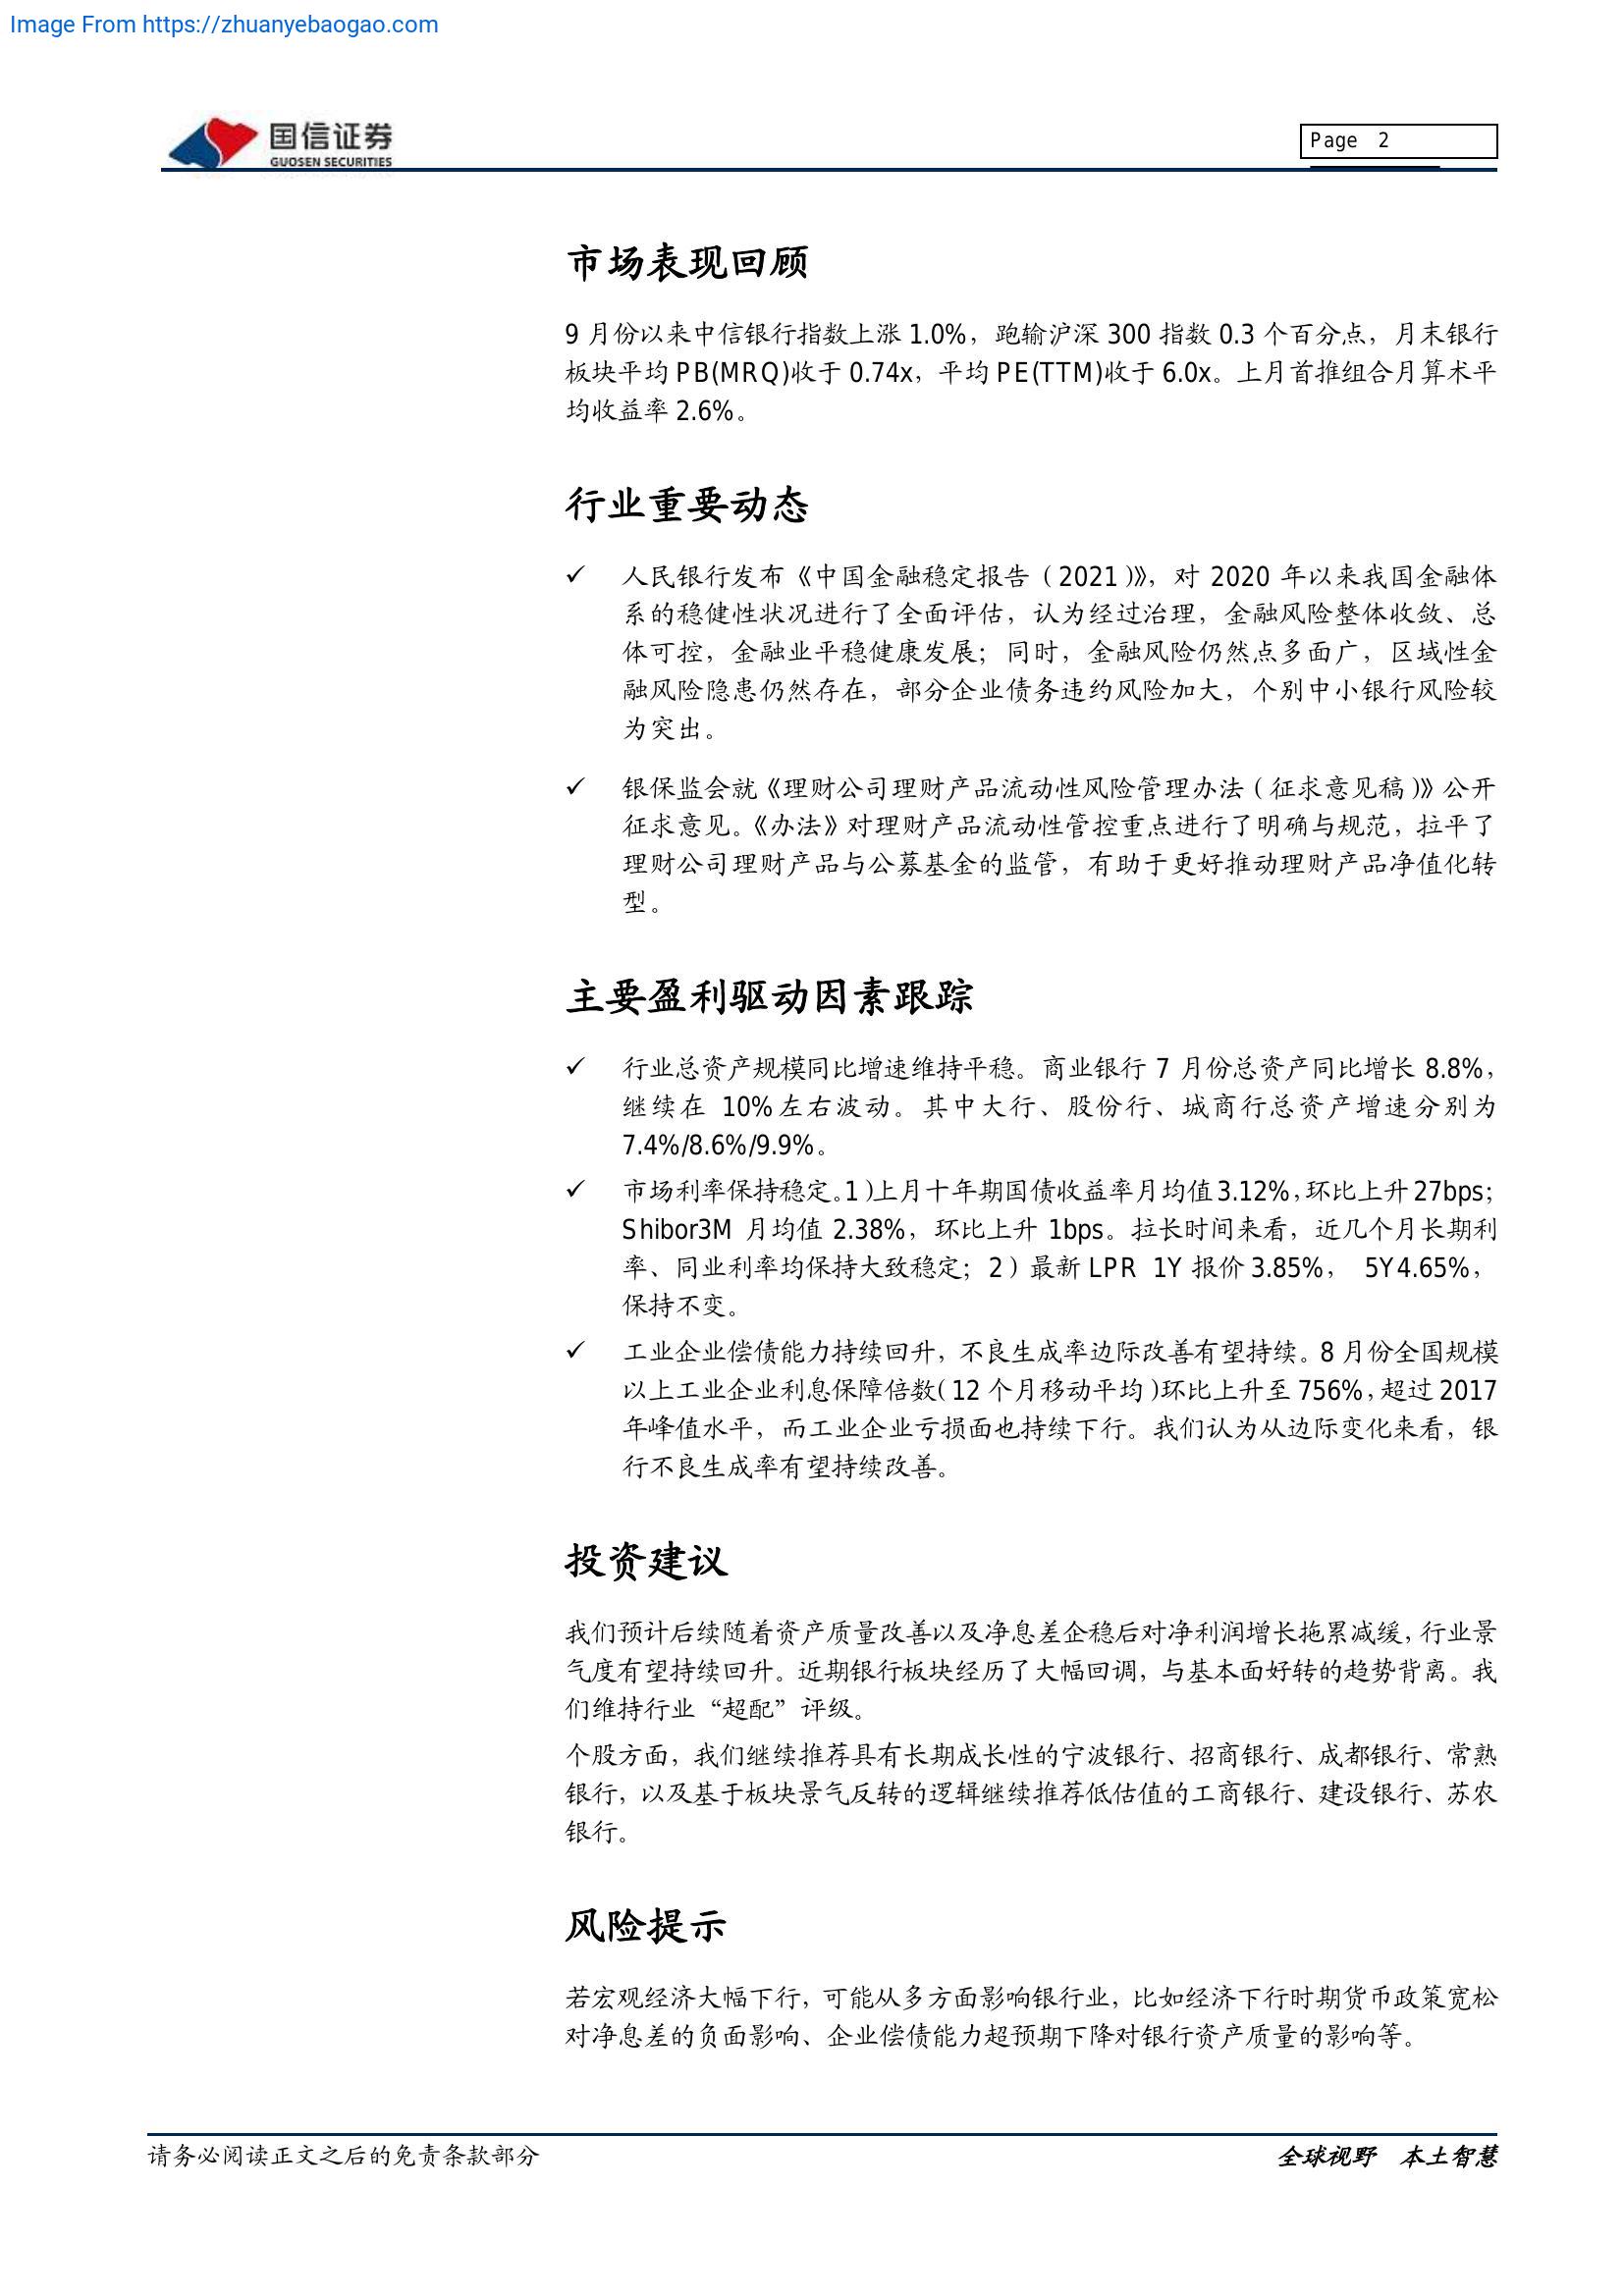 Image From https://zhuanyebaogao.com
国信证券
GUOSEN SECURITIES
Page 2
市场表现回顾
9 月份以来中信银行指数上涨 1.0%，跑输沪深 300 指数 0.3 个百分点，月末银行
板块平均 PB(MRQ)收于 0.74x，平均 PE(TTM)收于 6.0x。上月首推组合月算术平
均收益率 2.6%。
行业重要动态
✓ 人民银行发布《中国金融稳定报告（2021）》，对 2020 年以来我国金融体
系的稳健性状况进行了全面评估，认为经过治理，金融风险整体收敛、总
体可控，金融业平稳健康发展；同时，金融风险仍然点多面广，区域性金
融风险隐患仍然存在，部分企业债务违约风险加大，个别中小银行风险较
为突出。
✓ 银保监会就《理财公司理财产品流动性风险管理办法（征求意见稿）》公开
征求意见。《办法》对理财产品流动性管控重点进行了明确与规范，拉平了
理财公司理财产品与公募基金的监管，有助于更好推动理财产品净值化转
型。
主要盈利驱动因素跟踪
✓ 行业总资产规模同比增速维持平稳。商业银行 7 月份总资产同比增长 8.8%，
继续在 10%左右波动。其中大行、股份行、城商行总资产增速分别为
7.4%/8.6%/9.9%。
✓ 市场利率保持稳定。1）上月十年期国债收益率月均值 3.12%，环比上升 27bps；
Shibor3M 月均值 2.38%，环比上升 1bps。拉长时间来看，近几个月长期利
率、同业利率均保持大致稳定；2）最新 LPR 1Y 报价 3.85%， 5Y4.65%，
保持不变。
✓ 工业企业偿债能力持续回升，不良生成率边际改善有望持续。8 月份全国规模
以上工业企业利息保障倍数（12 个月移动平均）环比上升至 756%，超过 2017
年峰值水平，而工业企业亏损面也持续下行。我们认为从边际变化来看，银
行不良生成率有望持续改善。
投资建议
我们预计后续随着资产质量改善以及净息差企稳后对净利润增长拖累减缓，行业景
气度有望持续回升。近期银行板块经历了大幅回调，与基本面好转的趋势背离。我
们维持行业“超配”评级。
个股方面，我们继续推荐具有长期成长性的宁波银行、招商银行、成都银行、常熟
银行，以及基于板块景气反转的逻辑继续推荐低估值的工商银行、建设银行、苏农
银行。
风险提示
若宏观经济大幅下行，可能从多方面影响银行业，比如经济下行时期货币政策宽松
对净息差的负面影响、企业偿债能力超预期下降对银行资产质量的影响等。
请务必阅读正文之后的免责条款部分
全球视野 本土智慧